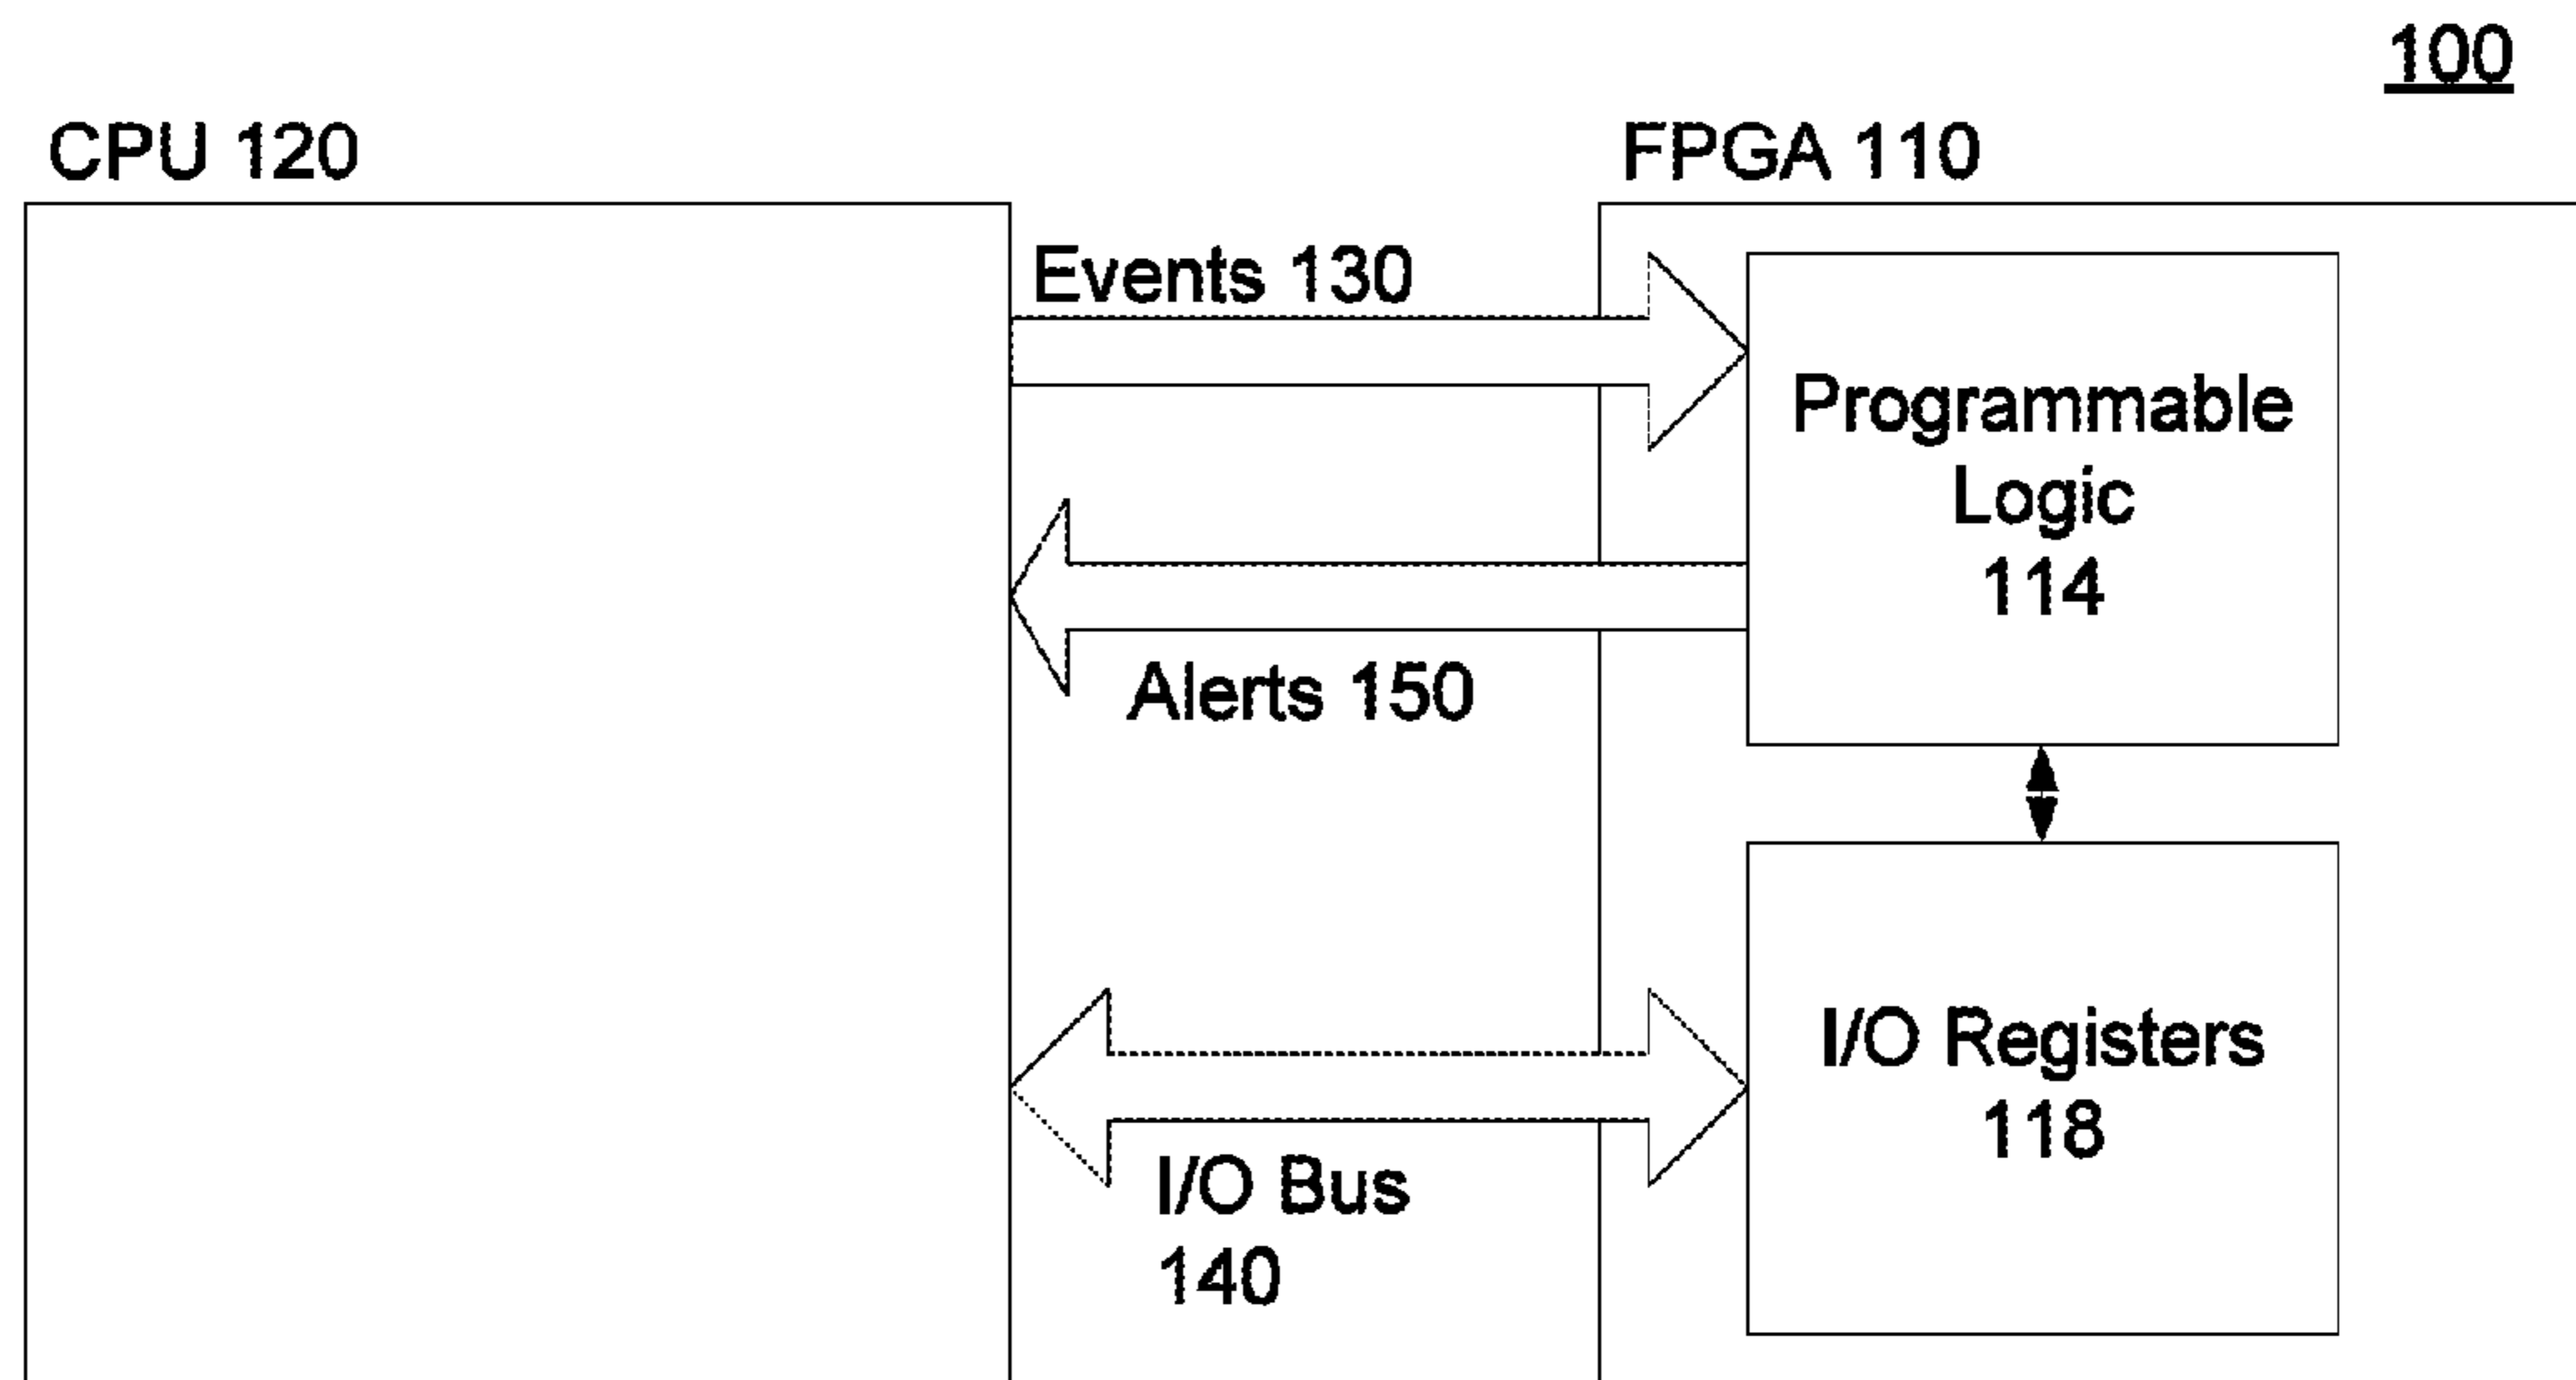 100
CPU 120
FPGA 110
Events 130
Programmable
Logic
114
Alerts 150
I/O Registers
118
I/O Bus
140